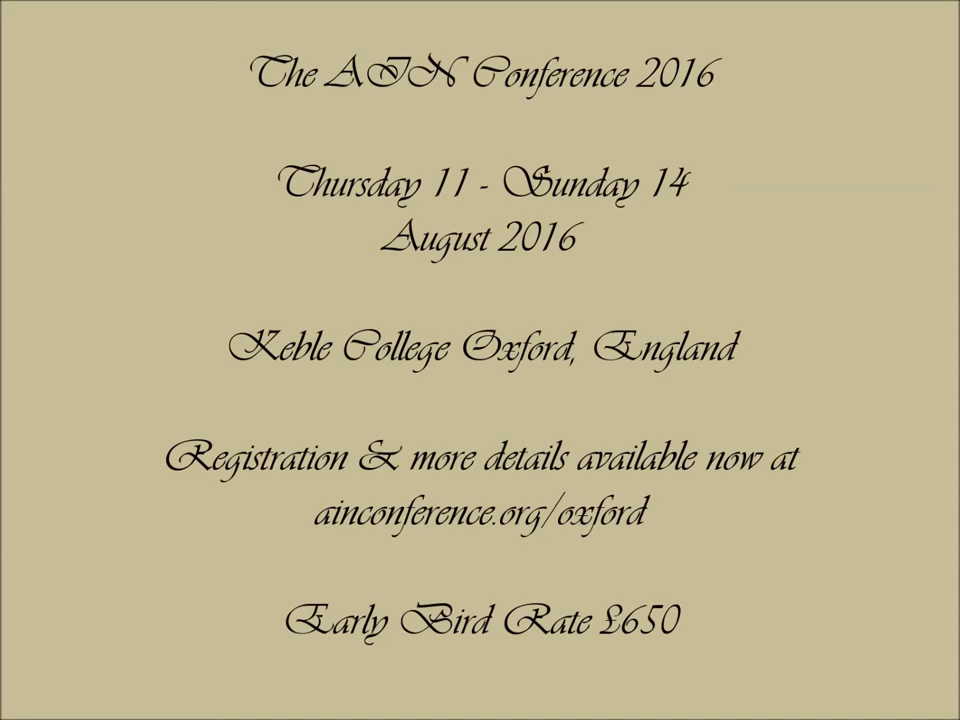 The AIN Conference 2016
Thursday 11 - Sunday 14
August 2016
Keble College Oxford, England
Registration & more details available now at
ainconference.org/oxford
Early Bird Rate £650